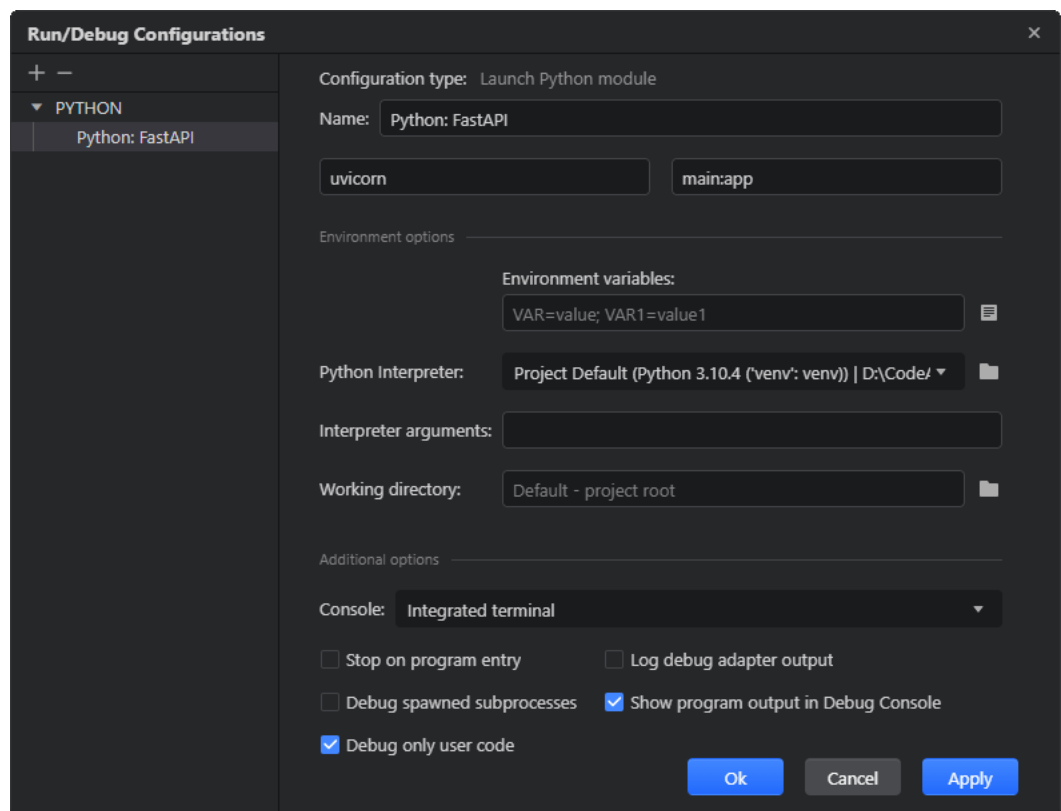 Run/Debug Configurations
PYTHON
Python: FastAPI
Configuration type: Launch Python module
Name: Python: FastAPI
uvicorn main:app
Environment options
Environment variables:
VAR=value; VAR1=value1
Python Interpreter: Project Default (Python 3.10.4 ('venv': venv)) | D:\Code
Interpreter arguments:
Working directory: Default - project root
Additional options
Console: Integrated terminal
Stop on program entry Log debug adapter output
Debug spawned subprocesses Show program output in Debug Console
Debug only user code
Ok Cancel Apply